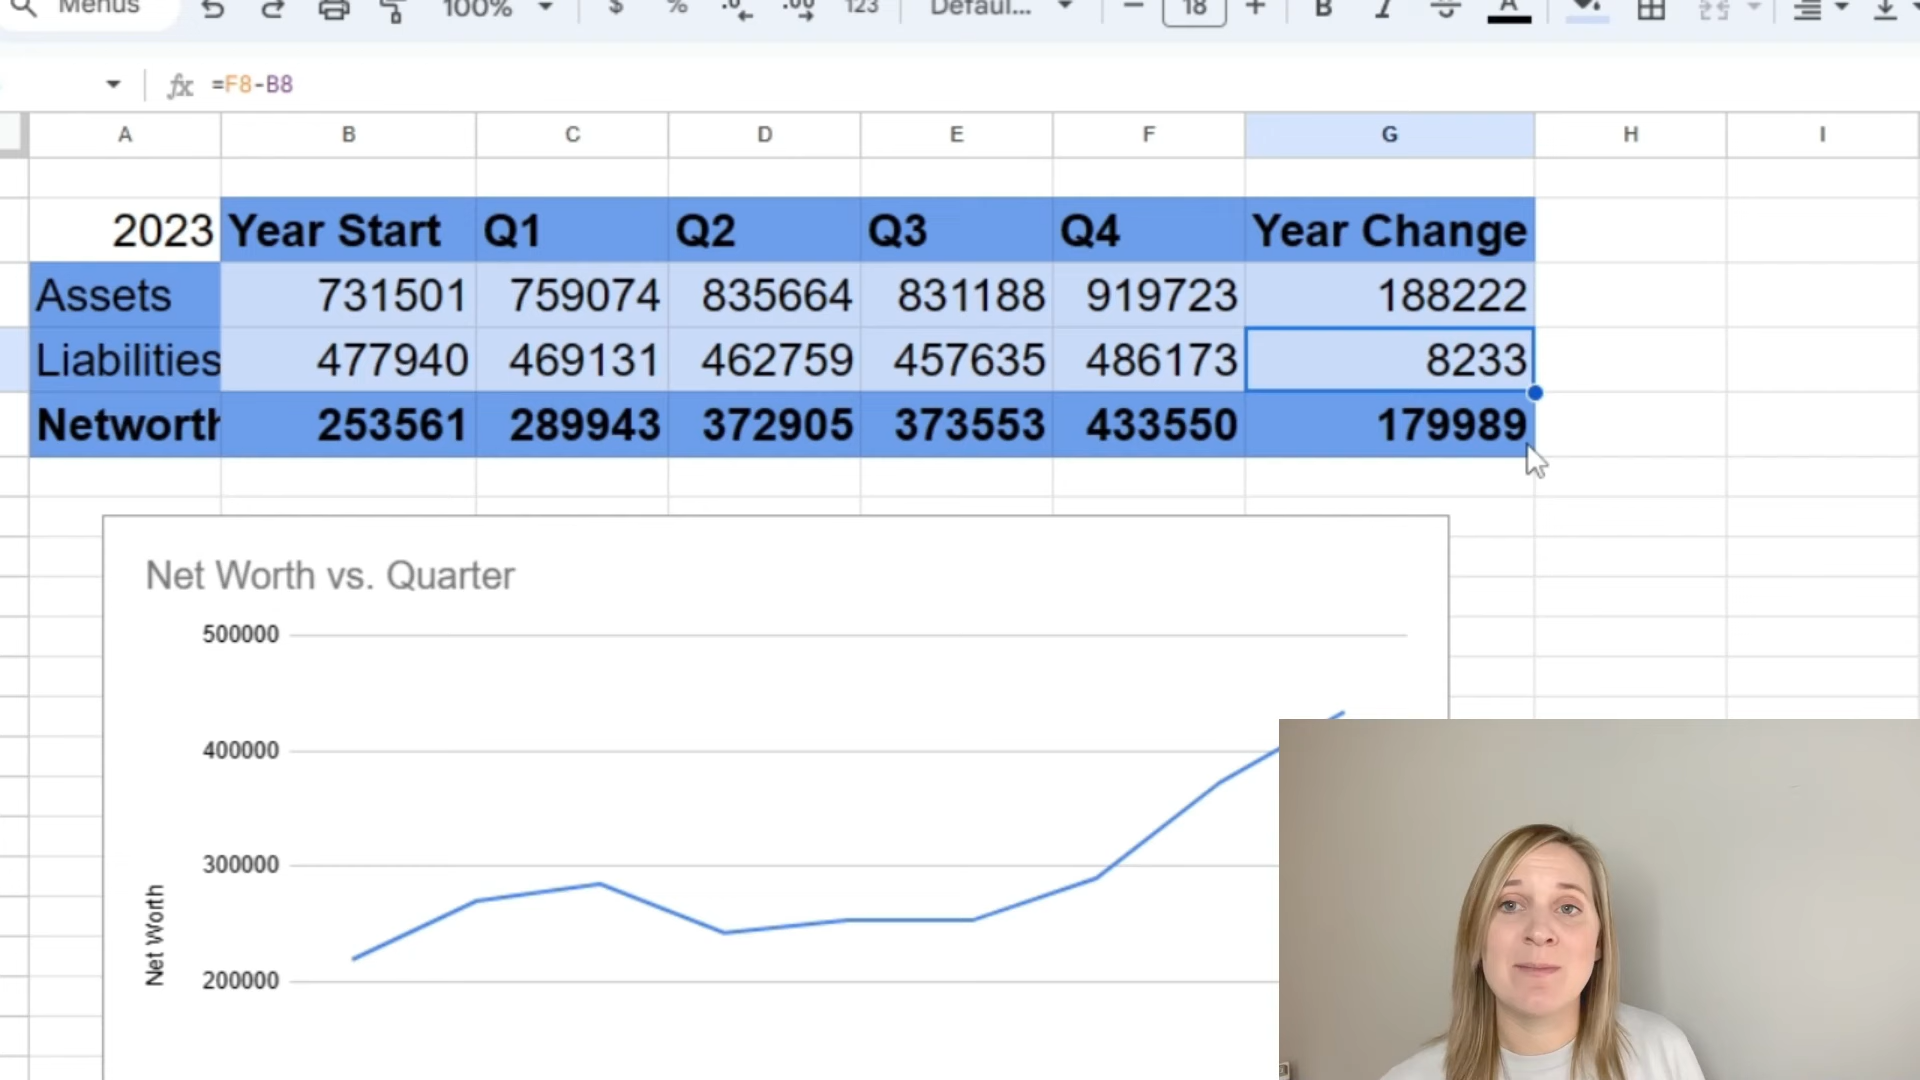 Menus 100% $ % .0 .00 123 Defaul... 18 B I A
fx =F8-B8
A B C D E F G H I
2023 Year Start Q1 Q2 Q3 Q4 Year Change
Assets 731501 759074 835664 831188 919723 188222
Liabilities 477940 469131 462759 457635 486173 8233
Networth 253561 289943 372905 373553 433550 179989
Net Worth vs. Quarter
500000
400000
300000
200000
Net Worth